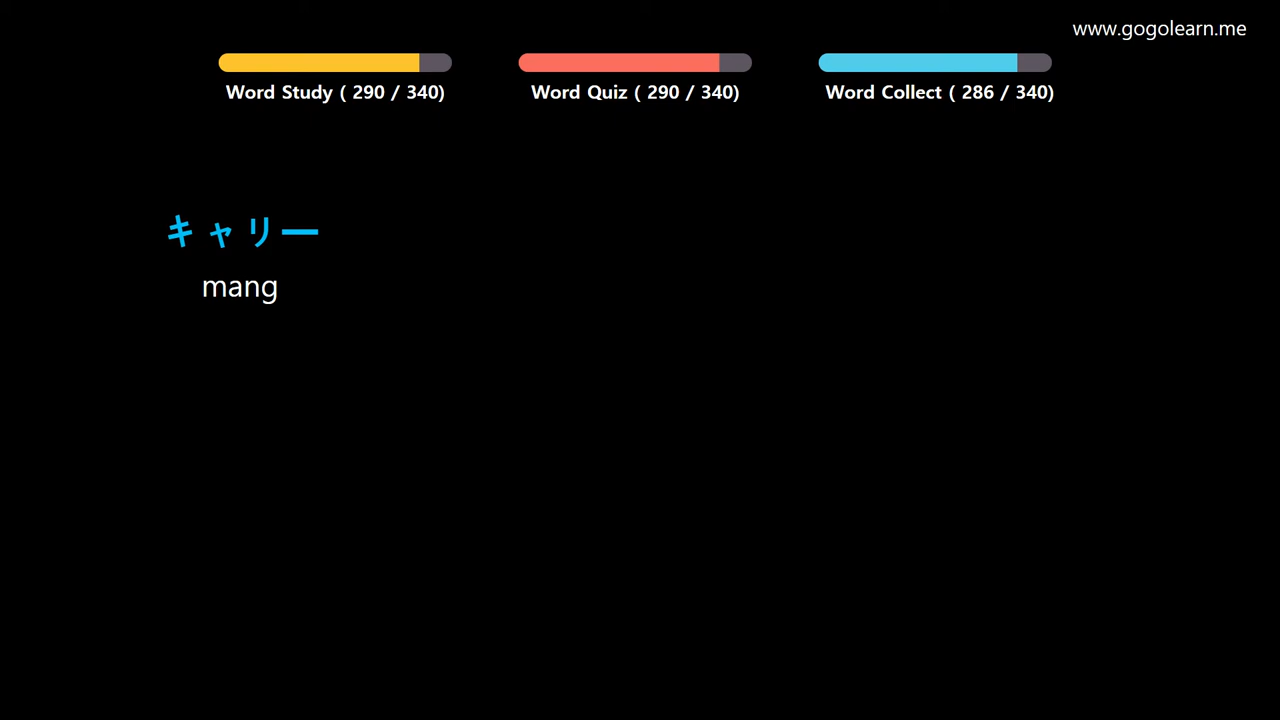 www.gogolearn.me
Word Study ( 290 / 340)
Word Quiz ( 290 / 340)
Word Collect ( 286 / 340)
キャリー
mang